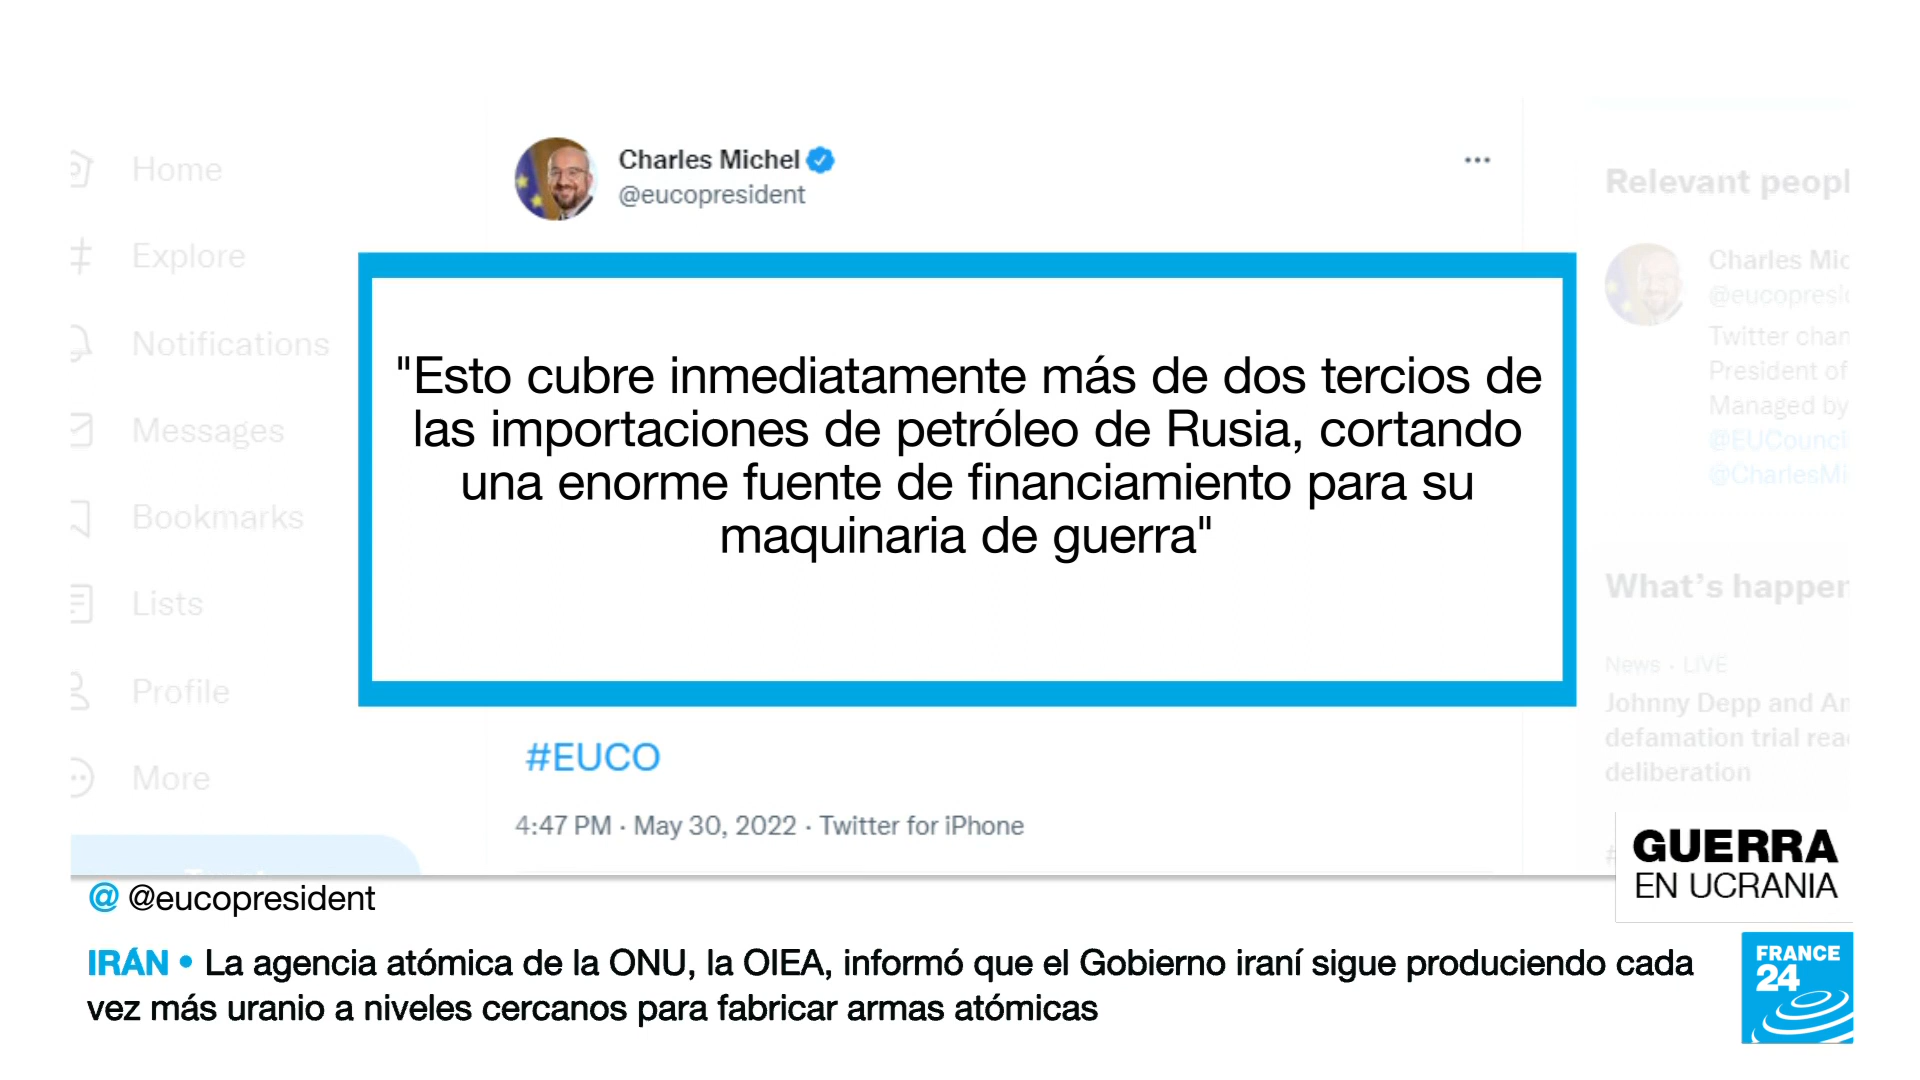 Home
Explore
Notifications
Messages
Bookmarks
Lists
Profile
More
Charles Michel
@eucopresident
"Esto cubre inmediatamente más de dos tercios de
las importaciones de petróleo de Rusia, cortando
una enorme fuente de financiamiento para su
maquinaria de guerra"
#EUCO
4:47 PM · May 30, 2022 · Twitter for iPhone
Relevant peopl
Charles Mic
@eucopresid
Twitter chan
President of
Managed by
@EUCounci
@CharlesMi
What's happen
News · LIVE
Johnny Depp and Am
defamation trial read
deliberation
GUERRA
EN UCRANIA
@ @eucopresident
IRÁN • La agencia atómica de la ONU, la OIEA, informó que el Gobierno iraní sigue produciendo cada
vez más uranio a niveles cercanos para fabricar armas atómicas
FRANCE
24